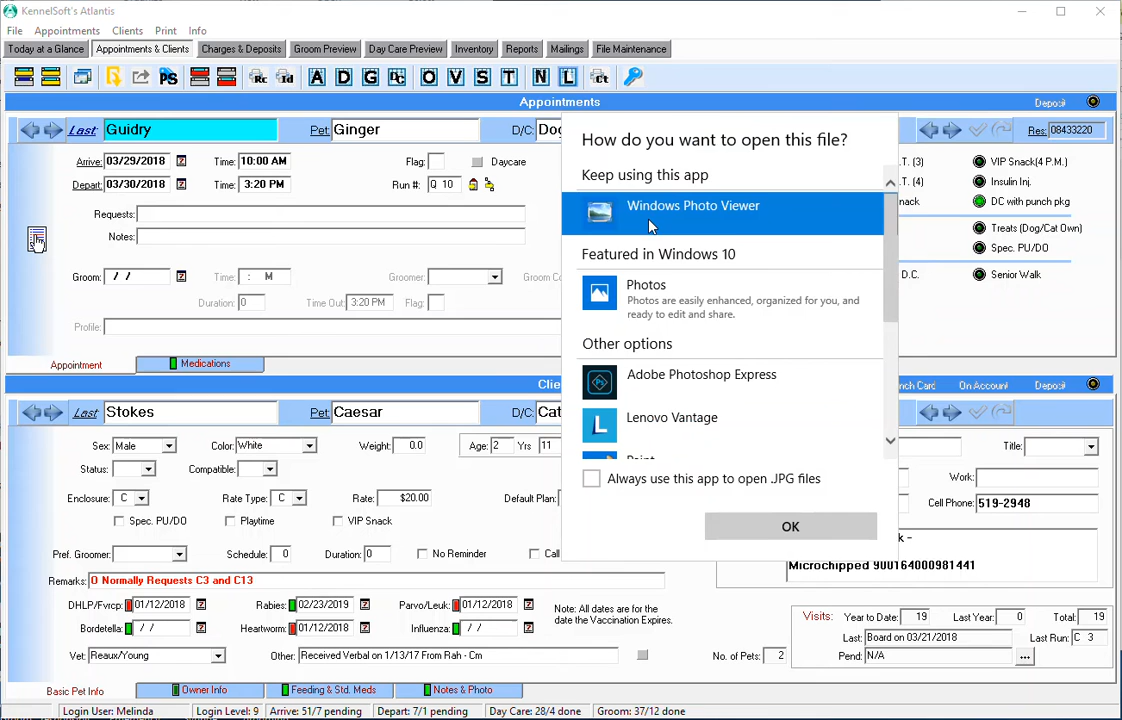 KennelSoft's Atlantis
File Appointments Clients Print Info
Today at a Glance Appointments & Clients Charges & Deposits Groom Preview Day Care Preview Inventory Reports Mailings File Maintenance
PS Rc Td A D G DC O V S T N L Ct
Appointments Deposit
Last: Guidry Pet: Ginger D/C: Dog Res: 08433220
Arrive: 03/29/2018 Time: 10:00 AM Flag: Daycare
Depart: 03/30/2018 Time: 3:20 PM Run #: Q 10
Requests:
Notes:
Groom: / / Time: : M Groomer: Groom Co
Duration: 0 Time Out: 3:20 PM Flag:
Profile:
.T. (3) VIP Snack(4 P.M.)
.T. (4) Insulin Inj.
nack DC with punch pkg
Treats (Dog/Cat Own)
Spec. PU/DO
D.C. Senior Walk
Appointment Medications
How do you want to open this file?
Keep using this app
Windows Photo Viewer
Featured in Windows 10
Photos
Photos are easily enhanced, organized for you, and
ready to edit and share.
Other options
Adobe Photoshop Express
Lenovo Vantage
Always use this app to open .JPG files
OK
Clie nch Card On Account Deposit
Last Stokes Pet: Caesar D/C: Cat
Sex: Male Color: White Weight: 0.0 Age: 2 Yrs 11 Title:
Status: Compatible: Work:
Enclosure: C Rate Type: C Rate: $20.00 Default Plan: Cell Phone: 519-2948
Spec. PU/DO Playtime VIP Snack
Pref. Groomer: Schedule: 0 Duration: 0 No Reminder Call
Microchipped 900164000981441
Remarks: O Normally Requests C3 and C13
DHLP/Fvrcp: 01/12/2018 Rabies: 02/23/2019 Parvo/Leuk: 01/12/2018
Bordetella: / / Heartworm: 01/12/2018 Influenza: / /
Note: All dates are for the
date the Vaccination Expires.
Visits: Year to Date: 19 Last Year: 0 Total: 19
Last: Board on 03/21/2018 Last Run: C 3
Vet: Reaux/Young Other: Received Verbal on 1/13/17 From Rah - Cm No. of Pets: 2 Pend: N/A ...
Basic Pet Info Owner Info Feeding & Std. Meds Notes & Photo
Login User: Melinda Login Level: 9 Arrive: 51/7 pending Depart: 7/1 pending Day Care: 28/4 done Groom: 37/12 done